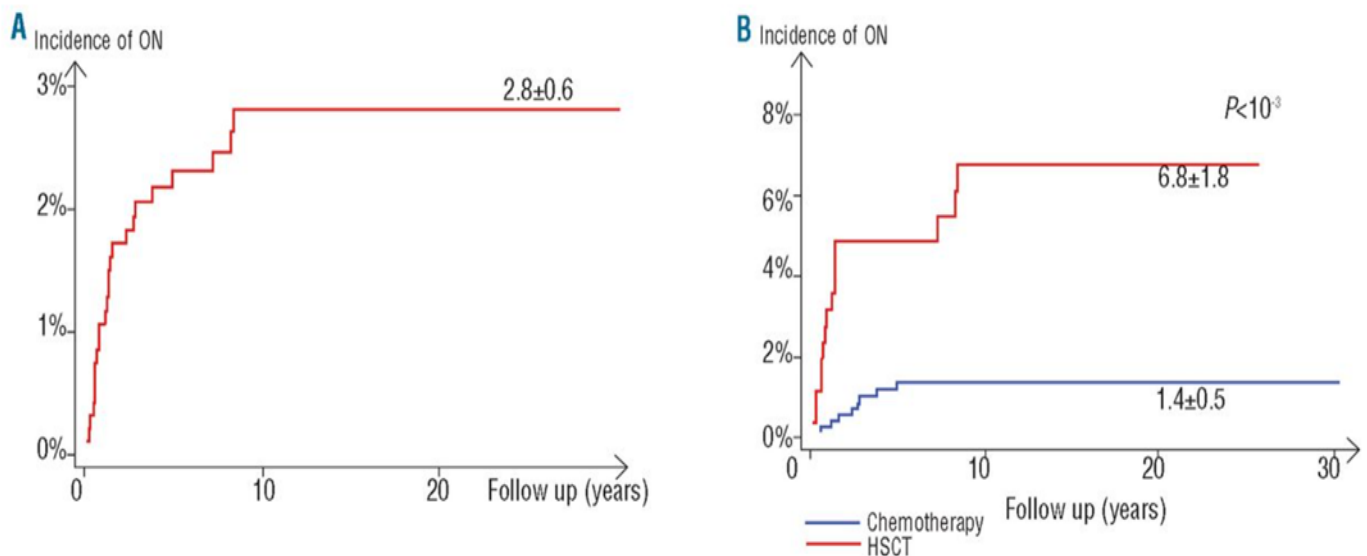 A Incidence of ON
3%
2%
1%
0%
2.8±0.6
0
10
20
Follow up (years)
B Incidence of ON
8%
6%
4%
2%
0%
P<10-3
6.8±1.8
1.4±0.5
0
10
20
30
Follow up (years)
Chemotherapy
HSCT